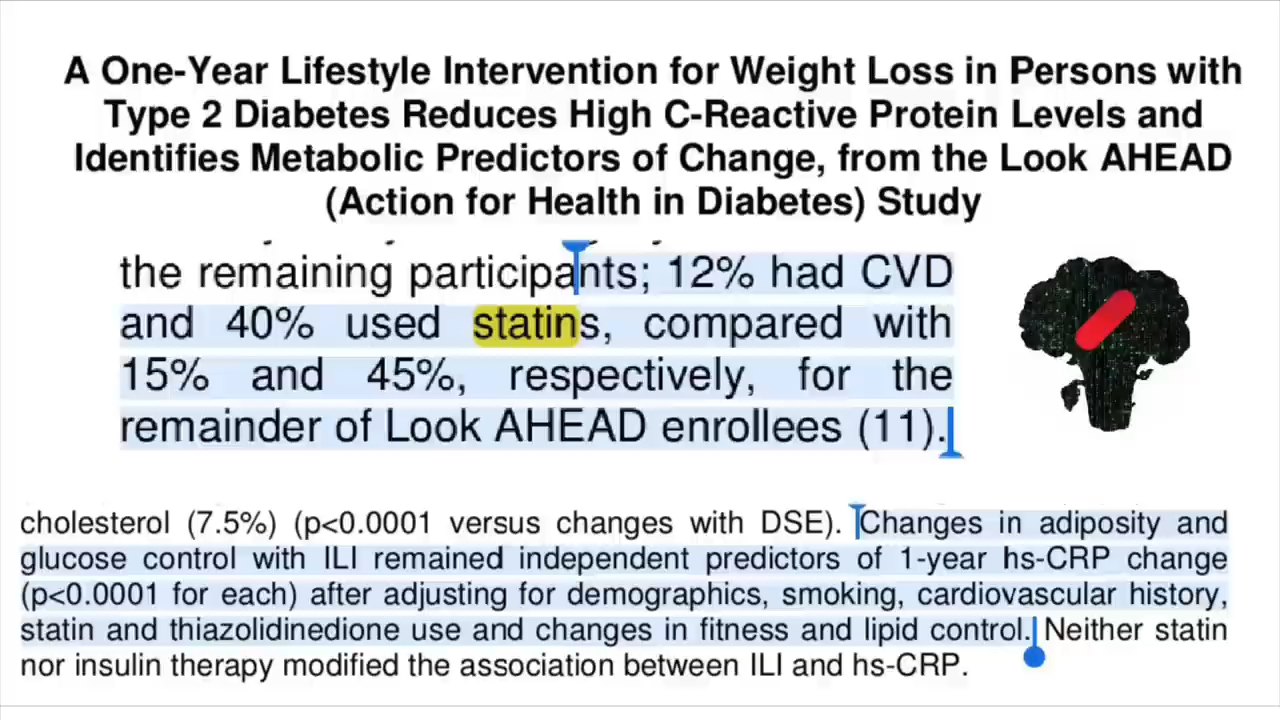 A One-Year Lifestyle Intervention for Weight Loss in Persons with
Type 2 Diabetes Reduces High C-Reactive Protein Levels and
Identifies Metabolic Predictors of Change, from the Look AHEAD
(Action for Health in Diabetes) Study
the remaining participants; 12% had CVD
and 40% used statins, compared with
15% and 45%, respectively, for the
remainder of Look AHEAD enrollees (11).
cholesterol (7.5%) (p<0.0001 versus changes with DSE). Changes in adiposity and
glucose control with ILI remained independent predictors of 1-year hs-CRP change
(p<0.0001 for each) after adjusting for demographics, smoking, cardiovascular history,
statin and thiazolidinedione use and changes in fitness and lipid control. Neither statin
nor insulin therapy modified the association between ILI and hs-CRP.